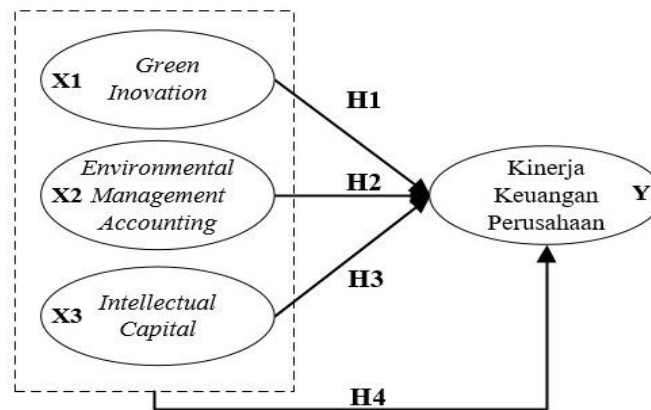 X1
Green
Inovation
H1
X2
Environmental
Management
Accounting
H2
Kinerja
Keuangan
Perusahaan
Y
X3
Intellectual
Capital
H3
H4